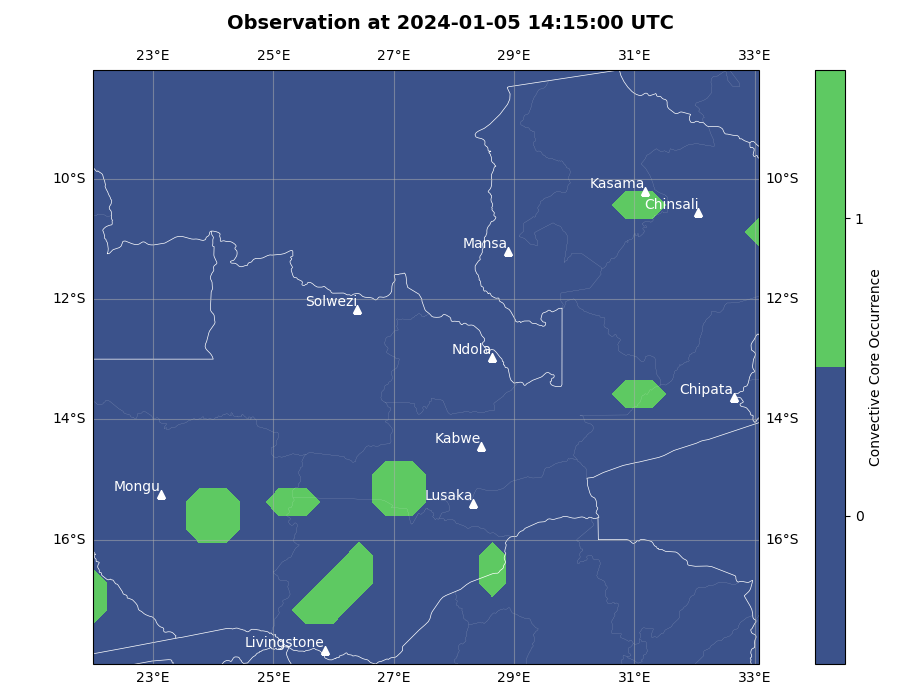 Observation at 2024-01-05 14:15:00 UTC
23°E 25°E 27°E 29°E 31°E 33°E
10°S 10°S
12°S 12°S
14°S 14°S
16°S 16°S
Kasama
Chinsali
Mansa
Solwezi
Ndola
Chipata
Kabwe
Mongu
Lusaka
Livingstone
23°E 25°E 27°E 29°E 31°E 33°E
1
0
Convective Core Occurrence